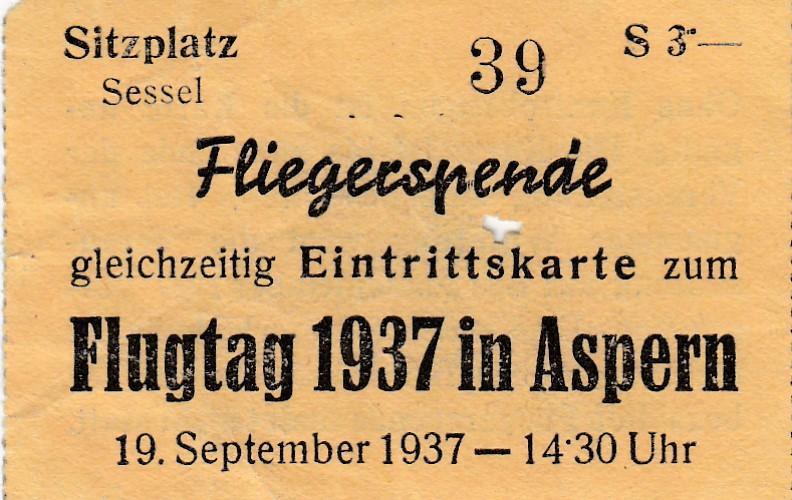 Sitzplatz 39 S 3·—
Sessel
Fliegerspende
gleichzeitig Eintrittskarte zum
Flugtag 1937 in Aspern
19. September 1937 — 14·30 Uhr